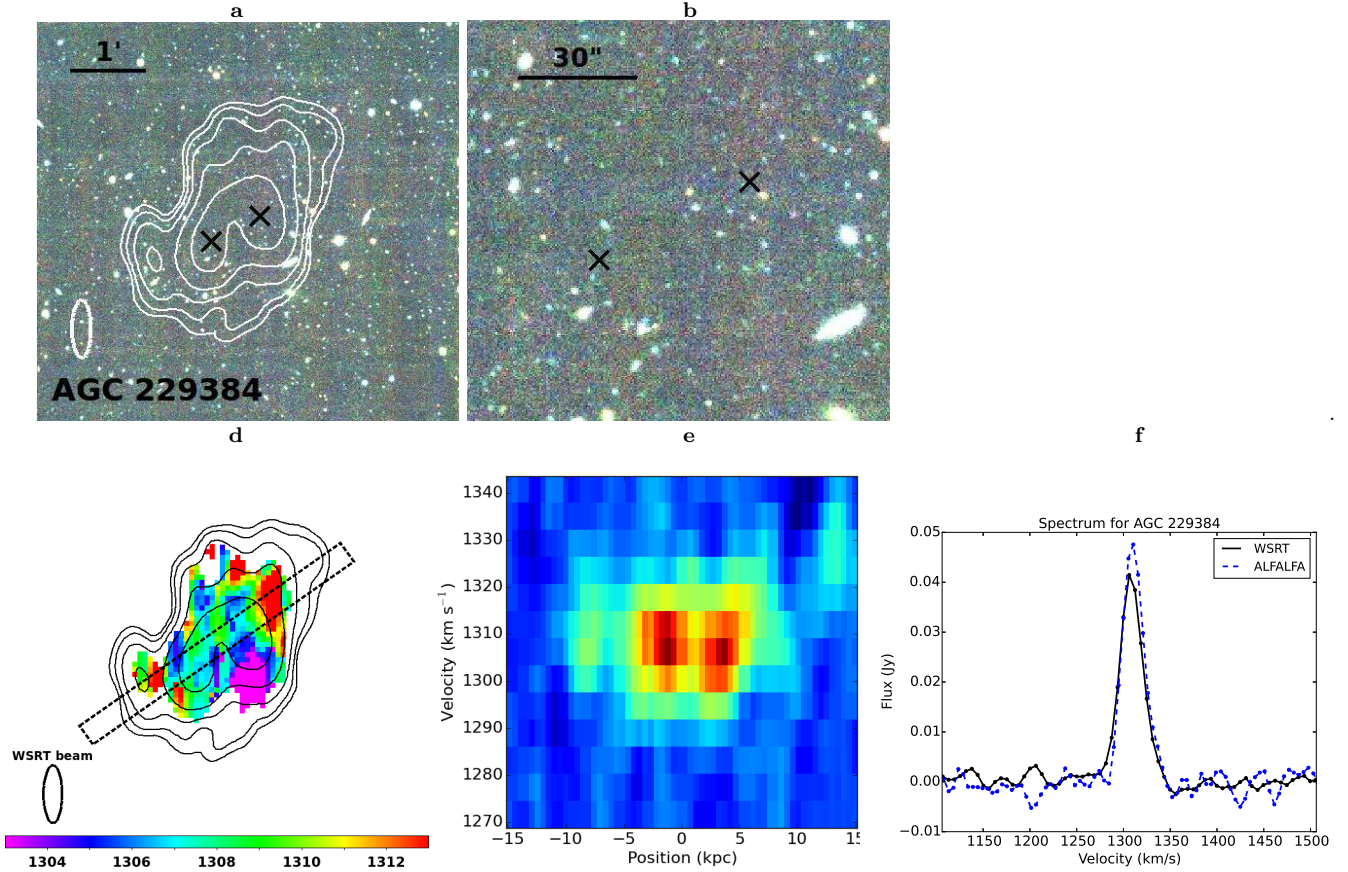 a
b
1'
30"
AGC 229384
d
e
f
WSRT beam
1304 1306 1308 1310 1312
1340
1330
1320
1310
1300
1290
1280
1270
Velocity (km s−1)
−15 −10 −5 0 5 10 15
Position (kpc)
Spectrum for AGC 229384
WSRT
ALFALFA
0.05
0.04
0.03
0.02
0.01
0.00
−0.01
Flux (Jy)
1150 1200 1250 1300 1350 1400 1450 1500
Velocity (km/s)